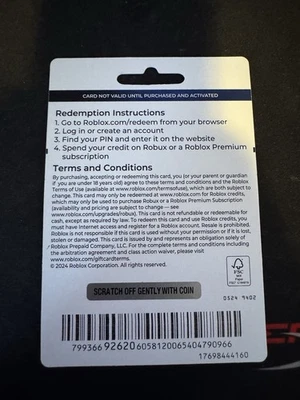 CARD NOT VALID UNTIL PURCHASED AND ACTIVATED
Redemption Instructions
1. Go to Roblox.com/redeem from your browser
2. Log in or create an account
3. Find your PIN and enter it on the website
4. Spend your credit on Robux or a Roblox Premium
subscription
Terms and Conditions
By purchasing, accepting or redeeming this card, you (or your parent or guardian
if you are under 18 years old) agree to these terms and conditions and the Roblox
Terms of Use (available at www.roblox.com/terms), which are both subject to
change. This card may only be redeemed at www.roblox.com for Roblox credits,
which may only be used to purchase Robux or a Roblox Premium Subscription
(availability and pricing are subject to change — see
www.roblox.com/upgrades/robux). This card is not refundable or redeemable for
cash, except as required by law. To redeem this card and use Roblox credits, you
must have Internet access and register for a Roblox account. Resale is prohibited.
Roblox is not responsible if this card is used without your permission or if it is lost,
stolen or damaged. This card is issued by and represents an obligation solely of
Roblox Prepaid Company, LLC. For the complete terms and conditions including
the arbitration agreement and class action waiver, please visit
www.roblox.com/giftcardterms.
© 2024 Roblox Corporation. All rights reserved.
FSC
SCRATCH OFF GENTLY WITH COIN
0324 9402
799366 92620 60581200654047 90966
17698444160